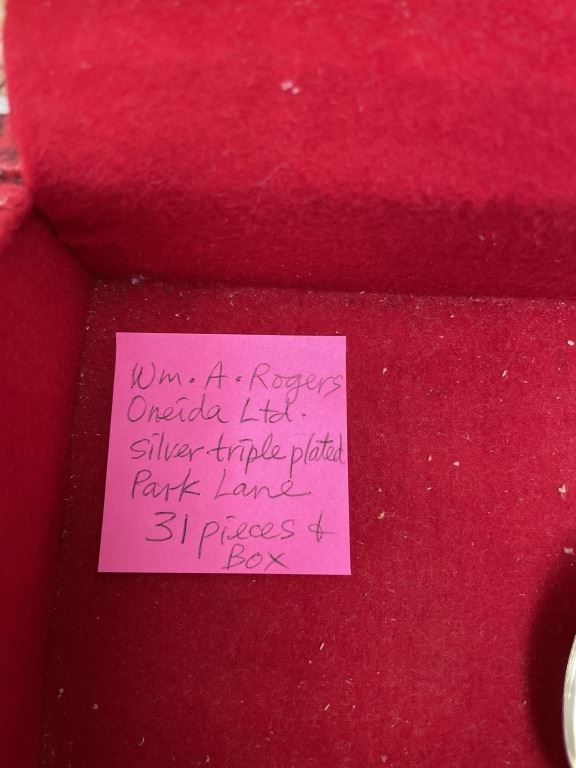 Wm. A. Rogers
Oneida Ltd.
silver triple plated
Park Lane
31 pieces &
Box